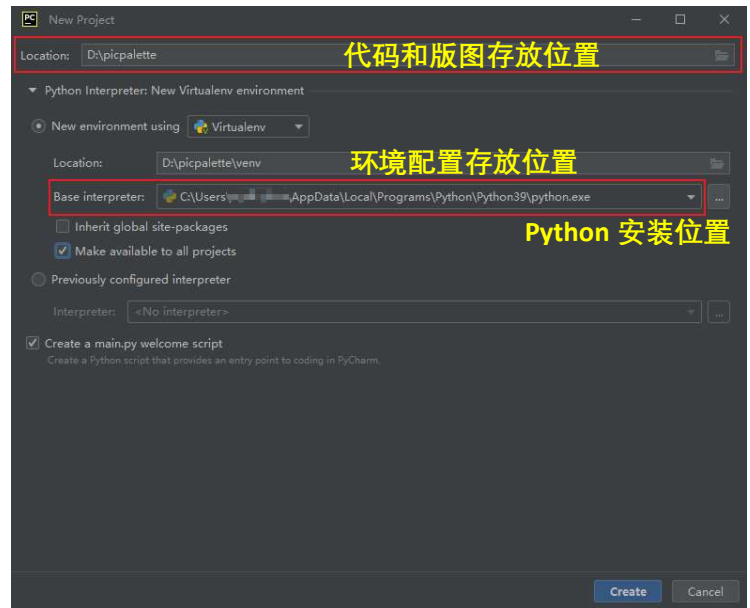 PC New Project
Location: D:\picpalette 代码和版图存放位置
Python Interpreter: New Virtualenv environment
New environment using Virtualenv
Location: D:\picpalette\venv 环境配置存放位置
Base interpreter: C:\Users\ AppData\Local\Programs\Python\Python39\python.exe ...
Inherit global site-packages
Python 安装位置
Make available to all projects
Previously configured interpreter
Interpreter: <No interpreter> ...
Create a main.py welcome script
Create a Python script that provides an entry point to coding in PyCharm.
Create Cancel